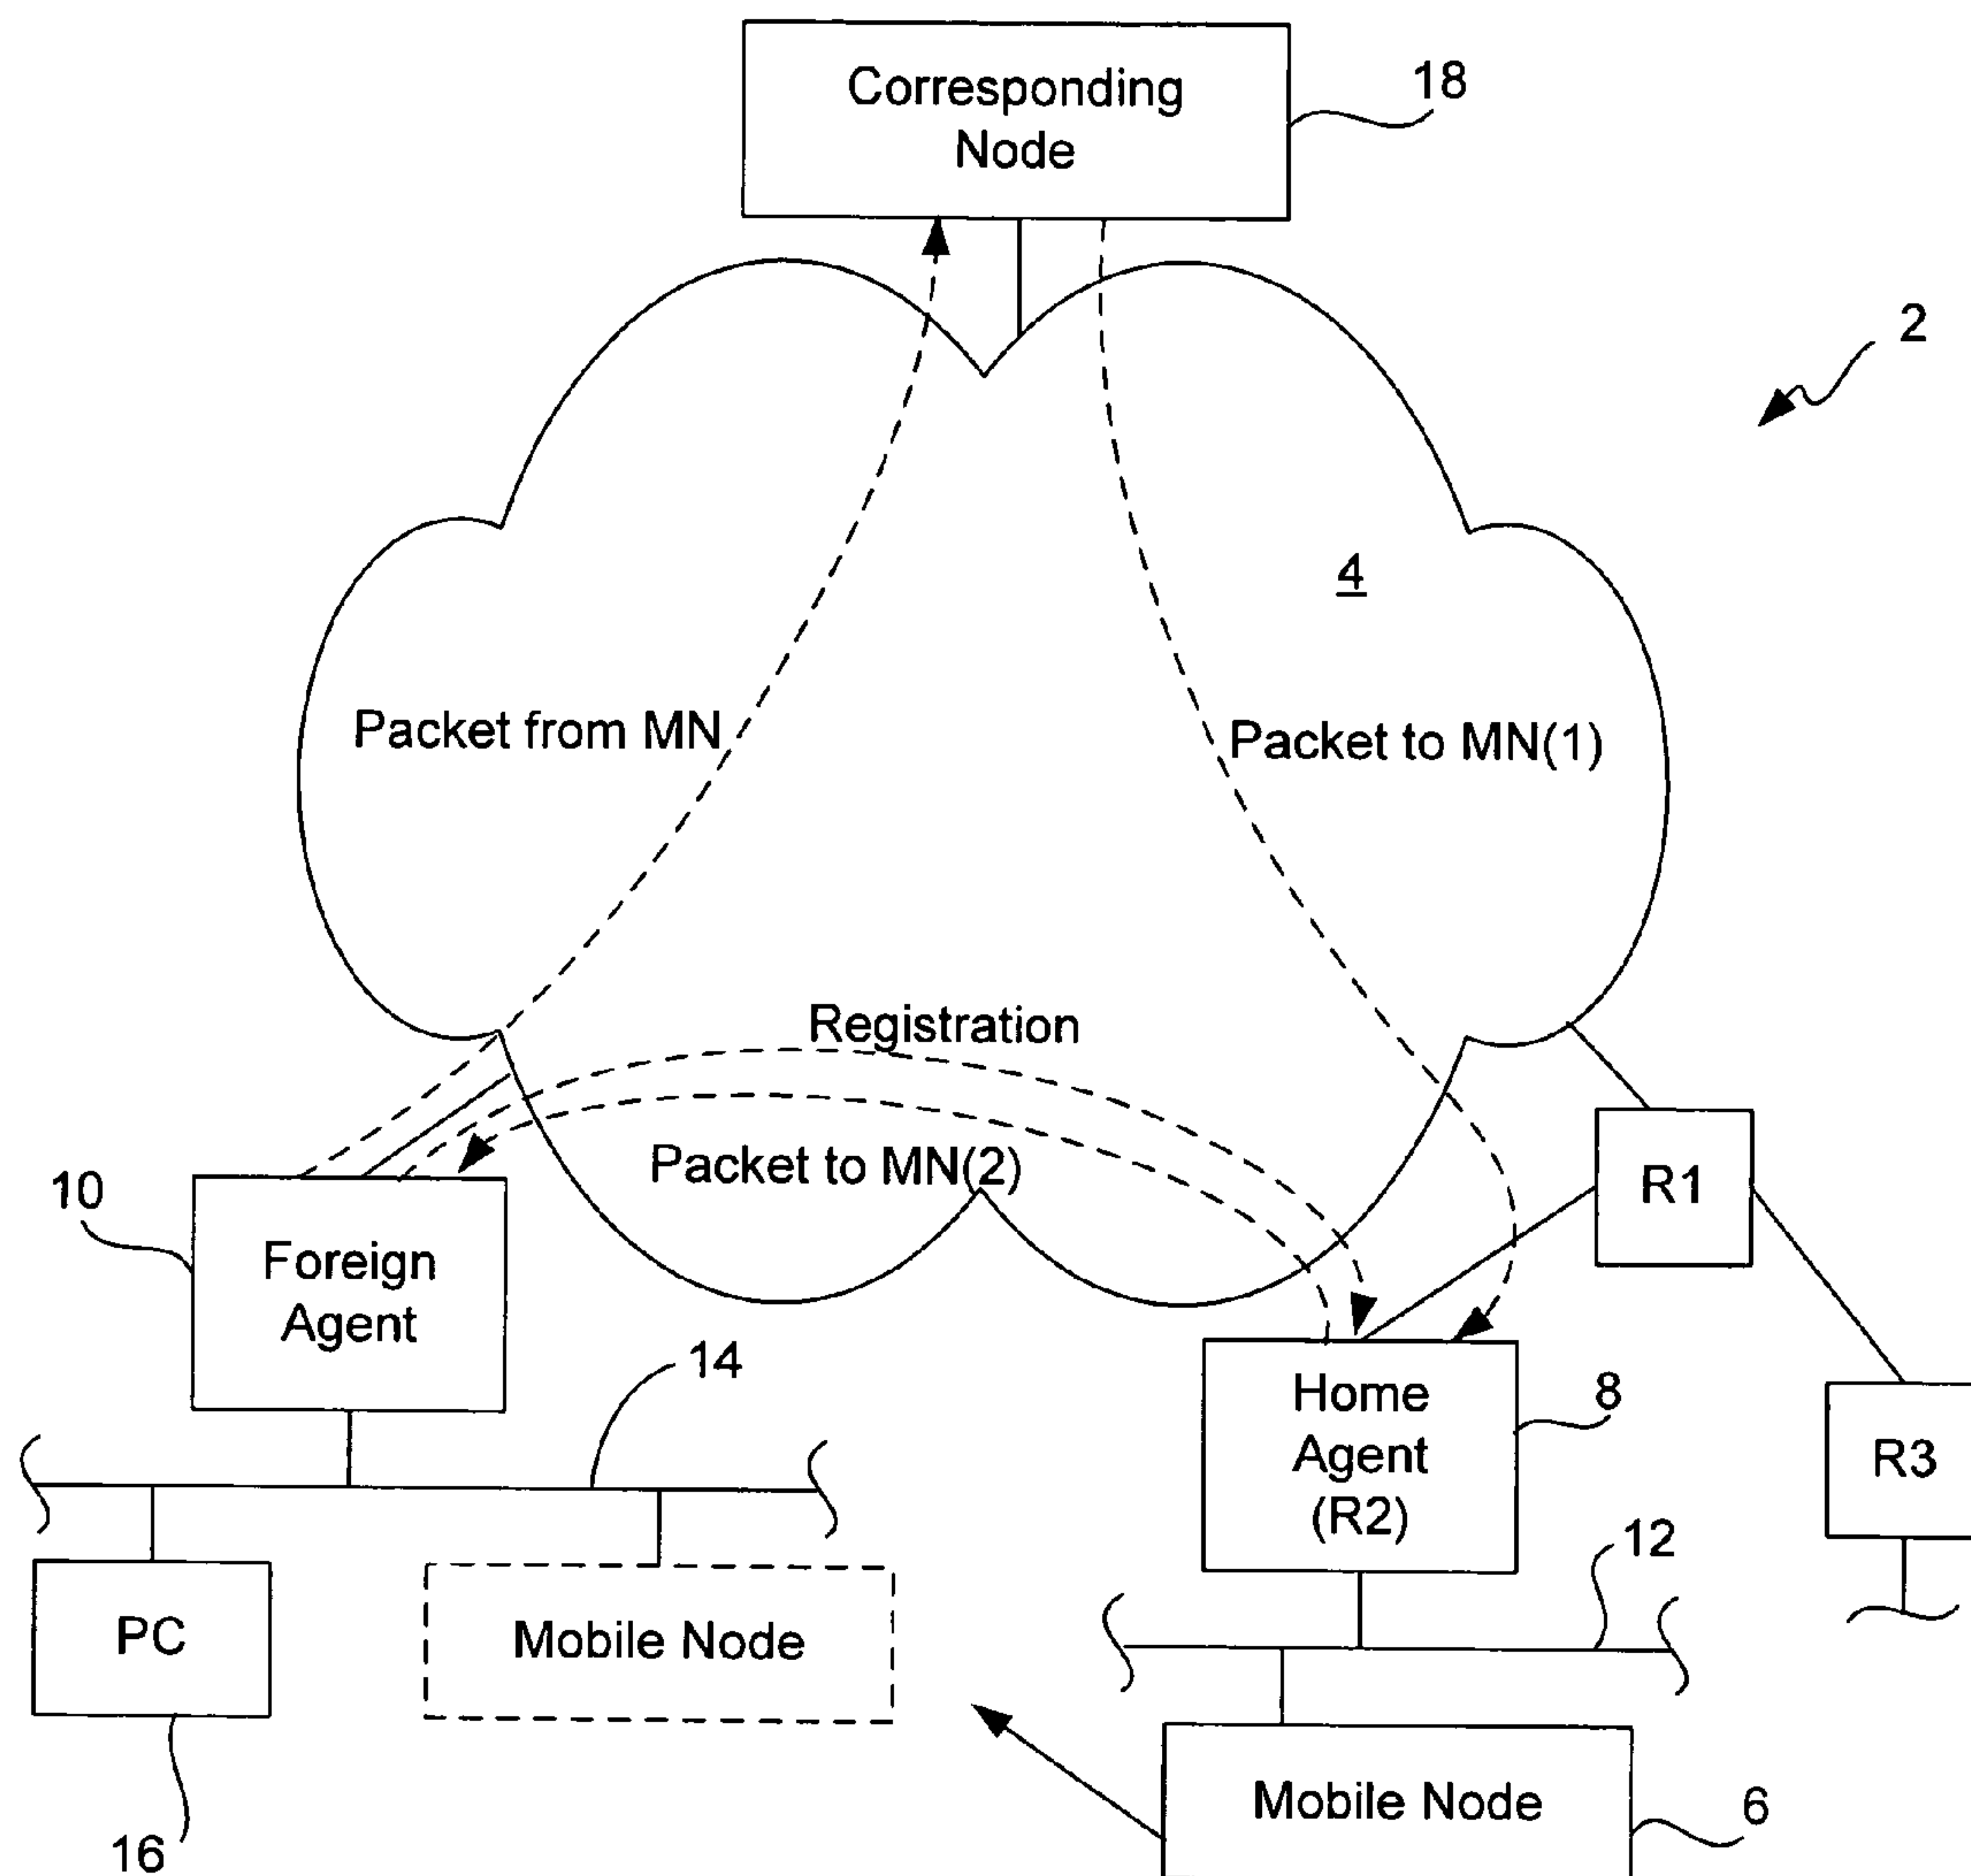 Corresponding
Node
18
2
4
Packet from MN
Packet to MN(1)
Registration
Packet to MN(2)
R1
10
Foreign
Agent
14
Home
Agent
(R2)
8
R3
12
PC
Mobile Node
Mobile Node
6
16